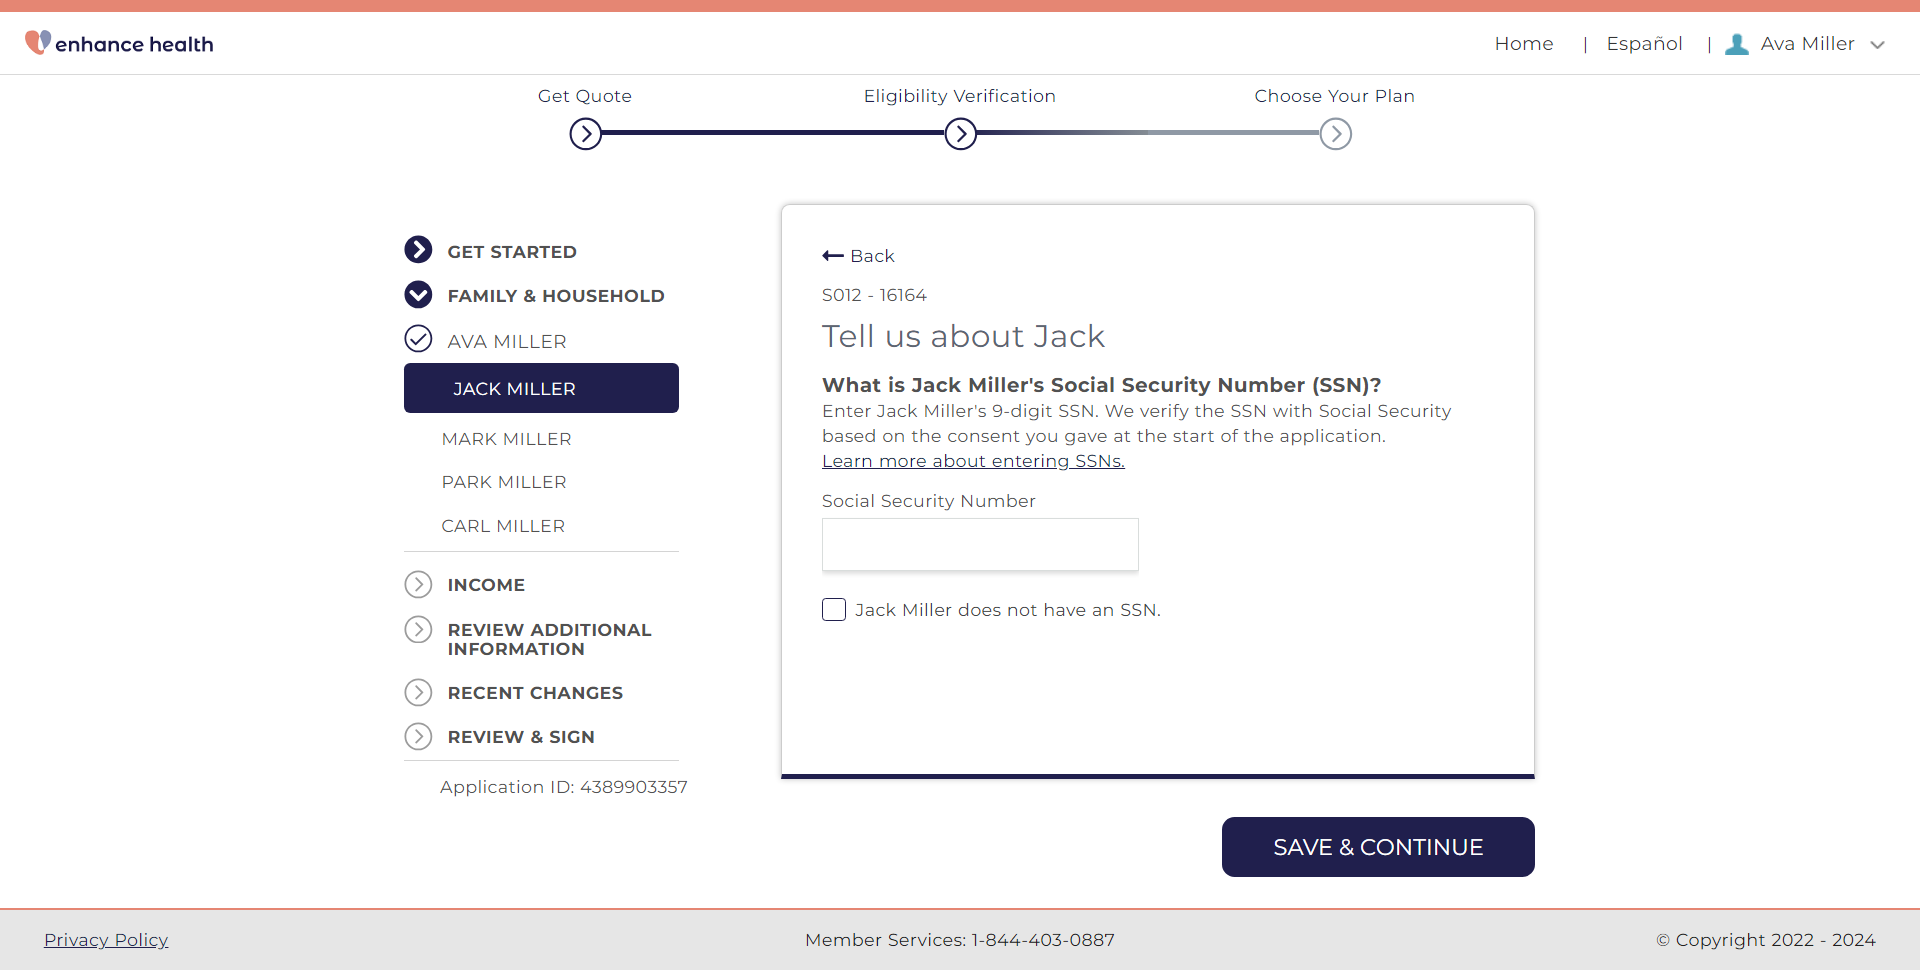 enhance health
Home | Español | Ava Miller
Get Quote
Eligibility Verification
Choose Your Plan
GET STARTED
FAMILY & HOUSEHOLD
AVA MILLER
JACK MILLER
MARK MILLER
PARK MILLER
CARL MILLER
INCOME
REVIEW ADDITIONAL
INFORMATION
RECENT CHANGES
REVIEW & SIGN
Application ID: 4389903357
Back
S012 - 16164
Tell us about Jack
What is Jack Miller's Social Security Number (SSN)?
Enter Jack Miller's 9-digit SSN. We verify the SSN with Social Security
based on the consent you gave at the start of the application.
Learn more about entering SSNs.
Social Security Number
Jack Miller does not have an SSN.
SAVE & CONTINUE
Privacy Policy
Member Services: 1-844-403-0887
© Copyright 2022 - 2024